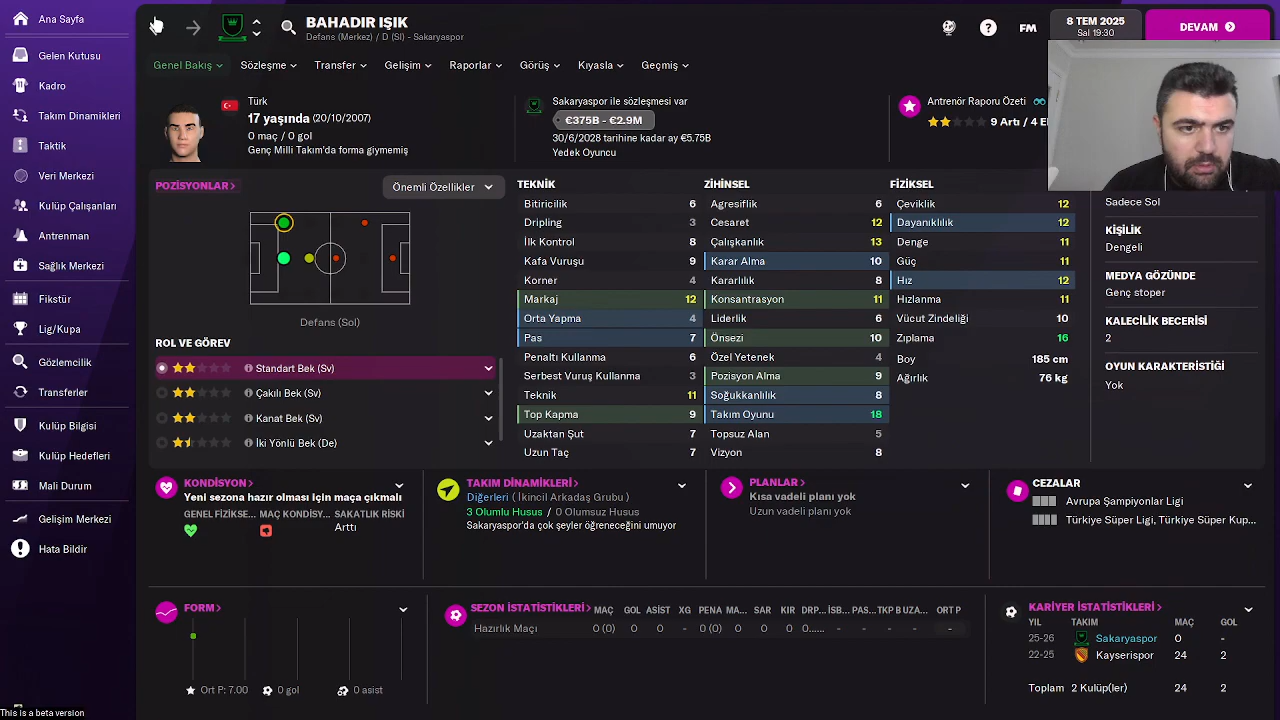 Ana Sayfa
Gelen Kutusu
Kadro
Takım Dinamikleri
Taktik
Veri Merkezi
Kulüp Çalışanları
Antrenman
Sağlık Merkezi
Fikstür
Lig/Kupa
Gözlemcilik
Transferler
Kulüp Bilgisi
Kulüp Hedefleri
Mali Durum
Gelişim Merkezi
Hata Bildir
This is a beta version
BAHADIR IŞIK
Defans (Merkez) / D (Sl) - Sakaryaspor
FM
8 TEM 2025
Sal 19:30
DEVAM
Genel Bakış
Sözleşme
Transfer
Gelişim
Raporlar
Görüş
Kıyasla
Geçmiş
Türk
17 yaşında (20/10/2007)
0 maç / 0 gol
Genç Milli Takım'da forma giymemiş
Sakaryaspor ile sözleşmesi var
€375B - €2.9M
30/6/2028 tarihine kadar ay €5.75B
Yedek Oyuncu
Antrenör Raporu Özeti
9 Artı / 4 E
POZİSYONLAR
Önemli Özellikler
Defans (Sol)
ROL VE GÖREV
Standart Bek (Sv)
Çakılı Bek (Sv)
Kanat Bek (Sv)
İki Yönlü Bek (De)
TEKNİK
Bitiricilik 6
Dripling 3
İlk Kontrol 8
Kafa Vuruşu 9
Korner 4
Markaj 12
Orta Yapma 4
Pas 7
Penaltı Kullanma 6
Serbest Vuruş Kullanma 3
Teknik 11
Top Kapma 9
Uzaktan Şut 7
Uzun Taç 7
ZİHİNSEL
Agresiflik 6
Cesaret 12
Çalışkanlık 13
Karar Alma 10
Kararlılık 8
Konsantrasyon 11
Liderlik 6
Önsezi 10
Özel Yetenek 4
Pozisyon Alma 9
Soğukkanlılık 8
Takım Oyunu 18
Topsuz Alan 5
Vizyon 8
FİZİKSEL
Çeviklik 12
Dayanıklılık 12
Denge 11
Güç 11
Hız 12
Hızlanma 11
Vücut Zindeliği 10
Zıplama 16
Boy 185 cm
Ağırlık 76 kg
Sadece Sol
KİŞİLİK
Dengeli
MEDYA GÖZÜNDE
Genç stoper
KALECİLİK BECERİSİ
2
OYUN KARAKTERİSTİĞİ
Yok
KONDİSYON
Yeni sezona hazır olması için maça çıkmalı
GENEL FİZİKSE... MAÇ KONDİSY... SAKATLIK RİSKİ
Arttı
TAKIM DİNAMİKLERİ
Diğerleri ( İkincil Arkadaş Grubu )
3 Olumlu Husus / 0 Olumsuz Husus
Sakaryaspor'da çok şeyler öğreneceğini umuyor
PLANLAR
Kısa vadeli planı yok
Uzun vadeli planı yok
CEZALAR
Avrupa Şampiyonlar Ligi
Türkiye Süper Ligi, Türkiye Süper Kup...
FORM
Ort P: 7.00
0 gol
0 asist
SEZON İSTATİSTİKLERİ MAÇ GOL ASİST XG PENA MA... SAR KIR DRP... İSB... PAS... TKP B UZA... ORT P
Hazırlık Maçı 0 (0) 0 0 - 0 (0) 0 0 0 0...... - - - - -
KARİYER İSTATİSTİKLERİ
YIL TAKIM MAÇ GOL
25-26 Sakaryaspor 0 -
22-25 Kayserispor 24 2
Toplam 2 Kulüp(ler) 24 2